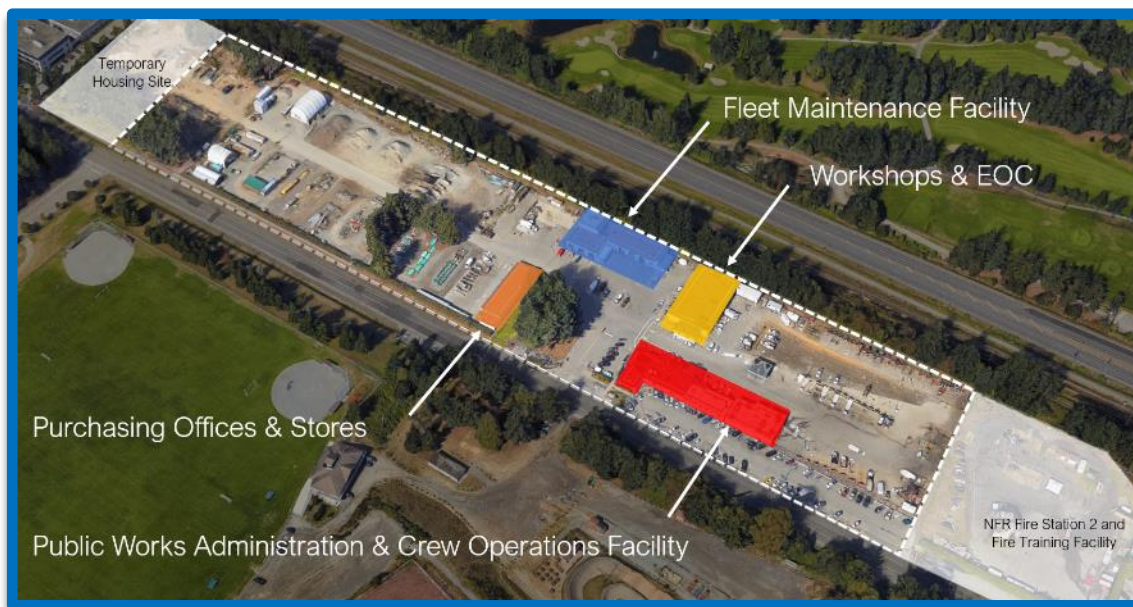 Temporary
Housing Site
Fleet Maintenance Facility
Workshops & EOC
Purchasing Offices & Stores
Public Works Administration & Crew Operations Facility
NFR Fire Station 2 and
Fire Training Facility